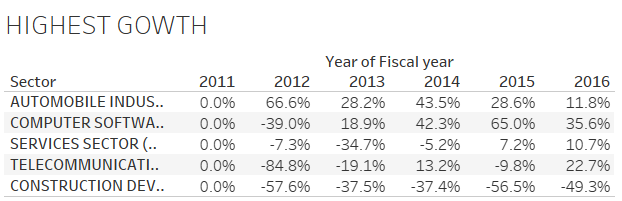 HIGHEST GOWTH
Year of Fiscal year
Sector 2011 2012 2013 2014 2015 2016
AUTOMOBILE INDUS.. 0.0% 66.6% 28.2% 43.5% 28.6% 11.8%
COMPUTER SOFTWA.. 0.0% -39.0% 18.9% 42.3% 65.0% 35.6%
SERVICES SECTOR (.. 0.0% -7.3% -34.7% -5.2% 7.2% 10.7%
TELECOMMUNICATI.. 0.0% -84.8% -19.1% 13.2% -9.8% 22.7%
CONSTRUCTION DEV.. 0.0% -57.6% -37.5% -37.4% -56.5% -49.3%